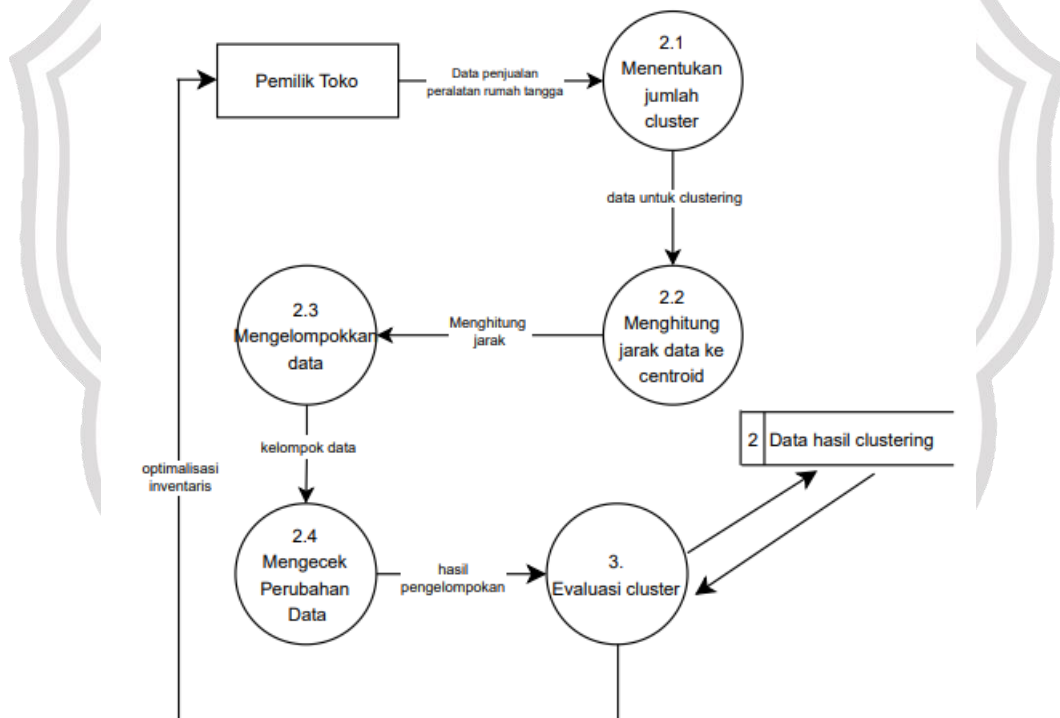 Pemilik Toko
Data penjualan
peralatan rumah tangga
2.1
Menentukan
jumlah
cluster
data untuk clustering
2.2
Menghitung
jarak data ke
centroid
Menghitung
jarak
2.3
Mengelompokkan
data
kelompok data
2.4
Mengecek
Perubahan
Data
hasil
pengelompokan
3.
Evaluasi cluster
2 Data hasil clustering
optimalisasi
inventaris